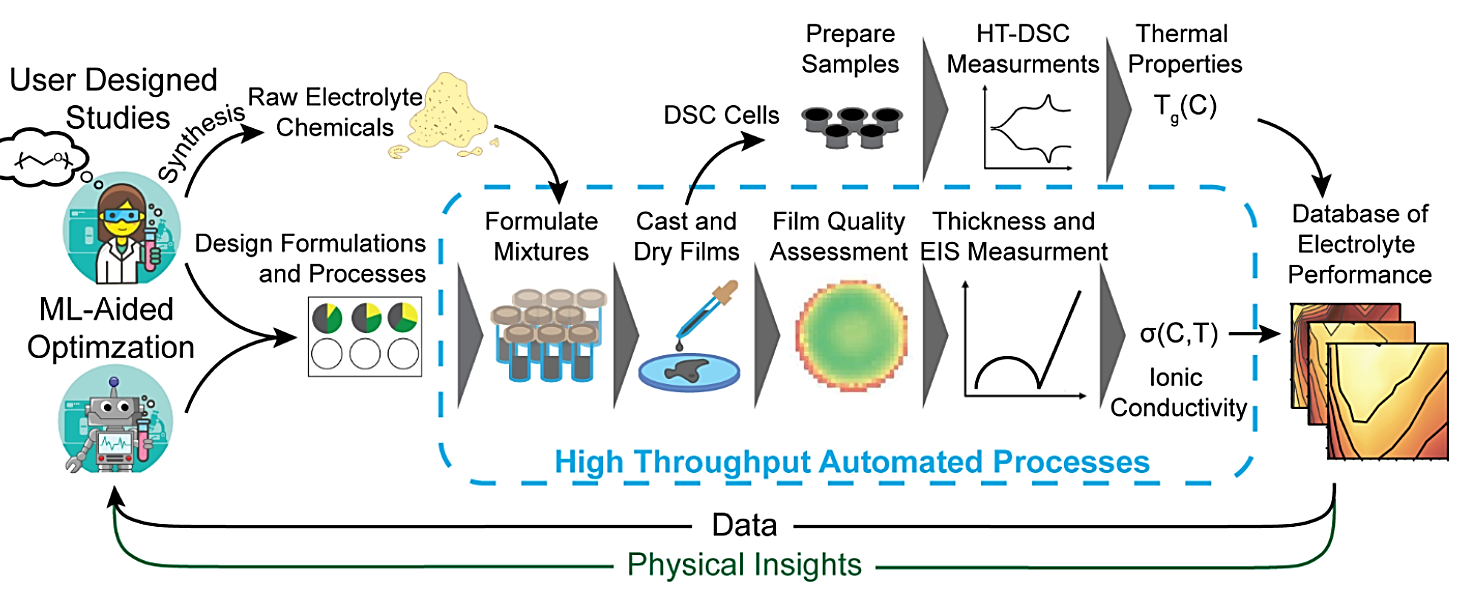 User Designed
Studies
Synthesis
Raw Electrolyte
Chemicals
Design Formulations
and Processes
ML-Aided
Optimzation
DSC Cells
Prepare
Samples
HT-DSC
Measurments
Thermal
Properties
Tg(C)
Formulate
Mixtures
Cast and
Dry Films
Film Quality
Assessment
Thickness and
EIS Measurment
σ(C,T)
Ionic
Conductivity
High Throughput Automated Processes
Database of
Electrolyte
Performance
Data
Physical Insights